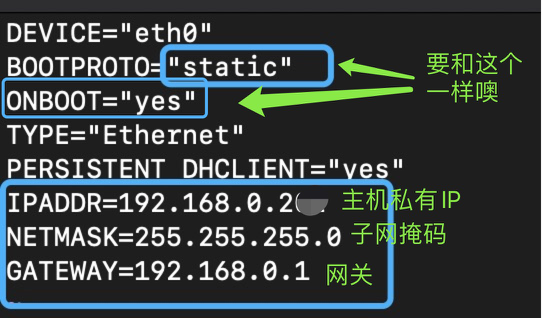 DEVICE="eth0"
BOOTPROTO="static"
要和这个
一样噢
ONBOOT="yes"
TYPE="Ethernet"
PERSISTENT_DHCLIENT="yes"
IPADDR=192.168.0.2 主机私有IP
NETMASK=255.255.255.0 子网掩码
GATEWAY=192.168.0.1 网关